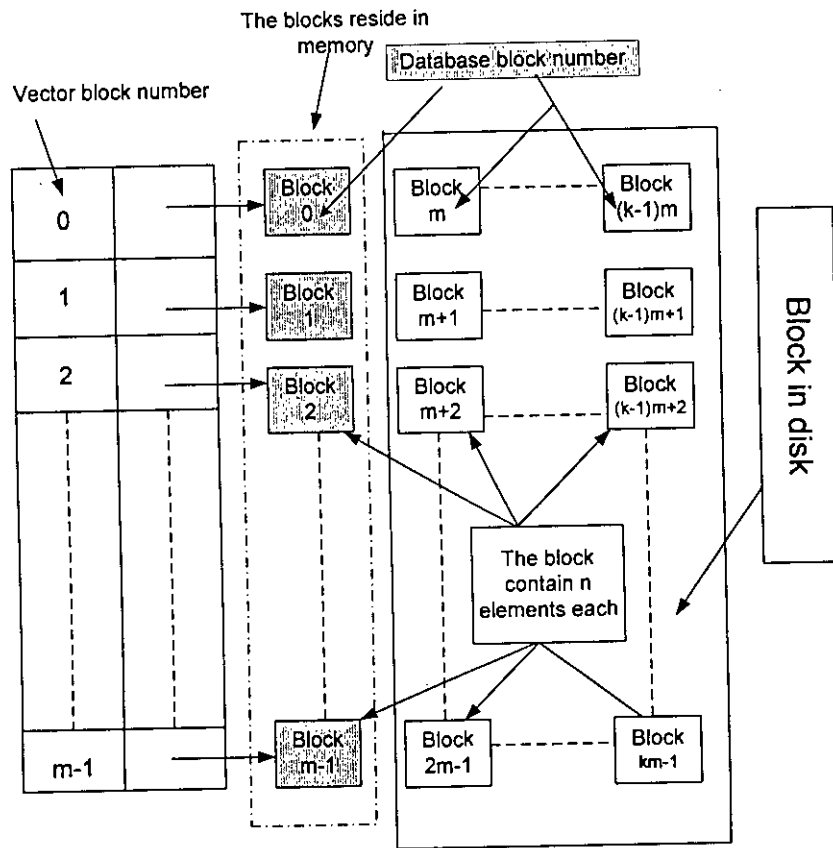 The blocks reside in
memory
Database block number
Vector block number
0
1
2
m-1
Block
0
Block
1
Block
2
Block
m-1
Block
m
Block
(k-1)m
Block
m+1
Block
(k-1)m+1
Block
m+2
Block
(k-1)m+2
The block
contain n
elements each
Block
2m-1
Block
km-1
Block in disk